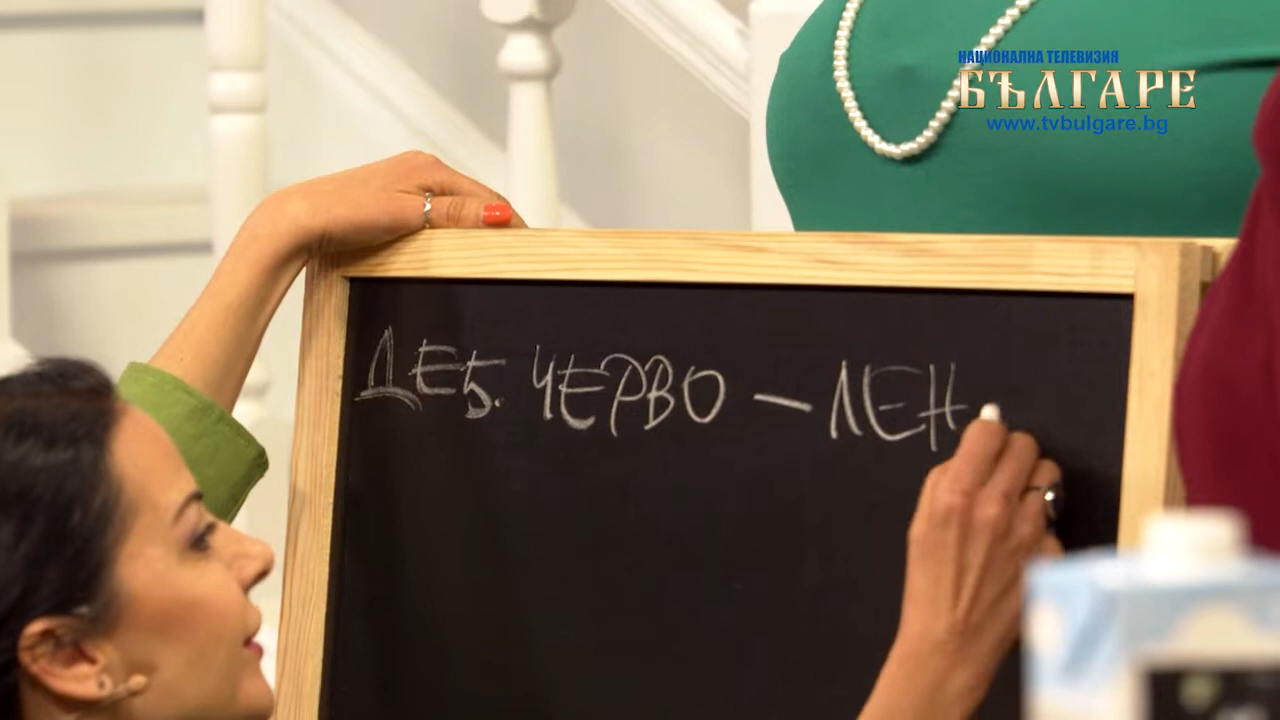 НАЦИОНАЛНА ТЕЛЕВИЗИЯ
БЪЛГАРЕ
www.tvbulgare.bg
ДЕБ. ЧЕРВО – ЛЕН